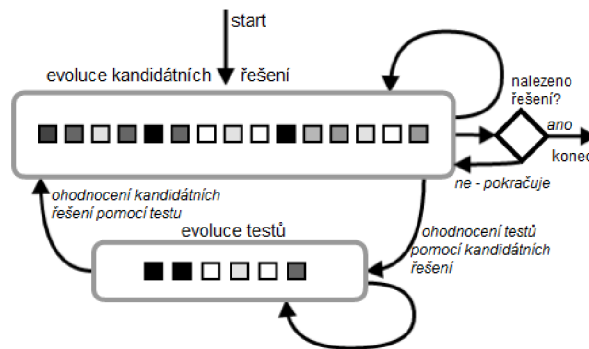 start
evoluce kandidátních řešení
nalezeno
řešení?
ano
konec
ne - pokračuje
ohodnocení kandidátních
řešení pomocí testu
evoluce testů
ohodnocení testů
pomocí kandidátních
řešení